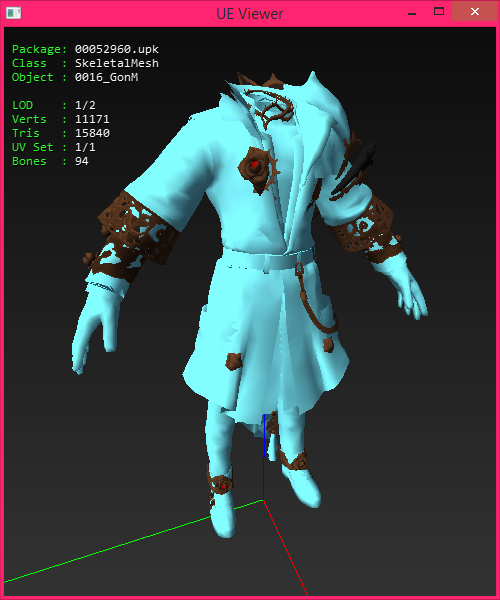 UE Viewer
Package: 00052960.upk
Class : SkeletalMesh
Object : 0016_GonM
LOD : 1/2
Verts : 11171
Tris : 15840
UV Set : 1/1
Bones : 94